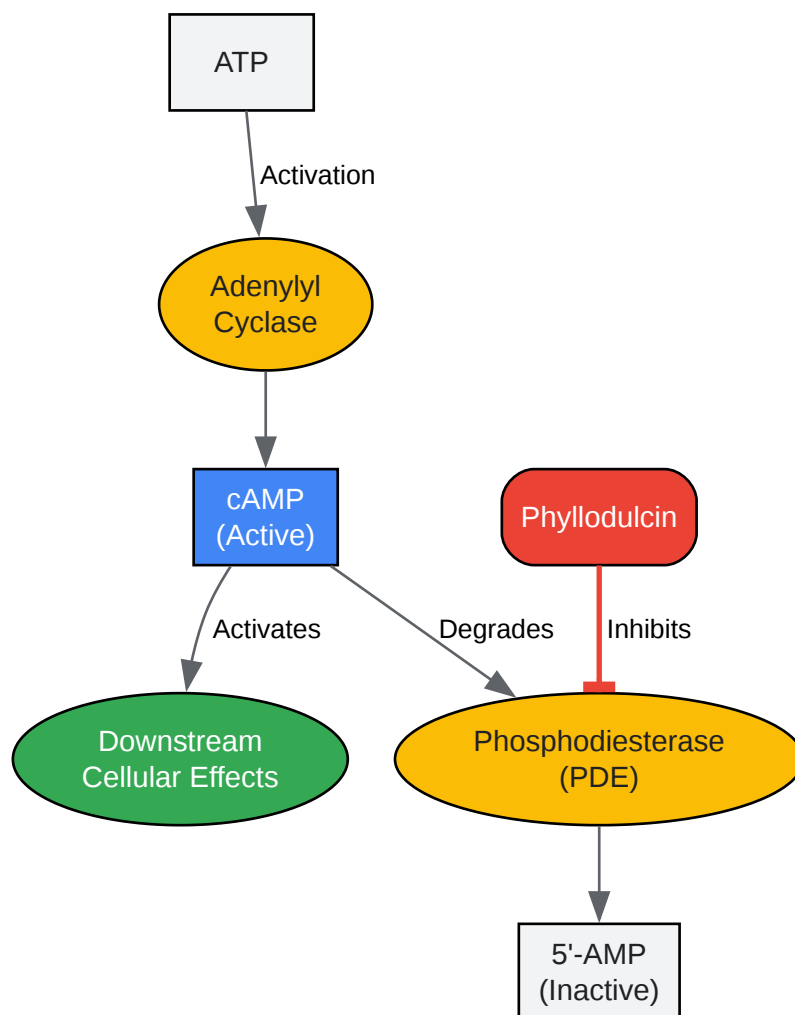 ATP
Activation
Adenylyl
Cyclase
cAMP
(Active)
Phyllodulcin
Activates
Degrades
Inhibits
Downstream
Cellular Effects
Phosphodiesterase
(PDE)
5'-AMP
(Inactive)